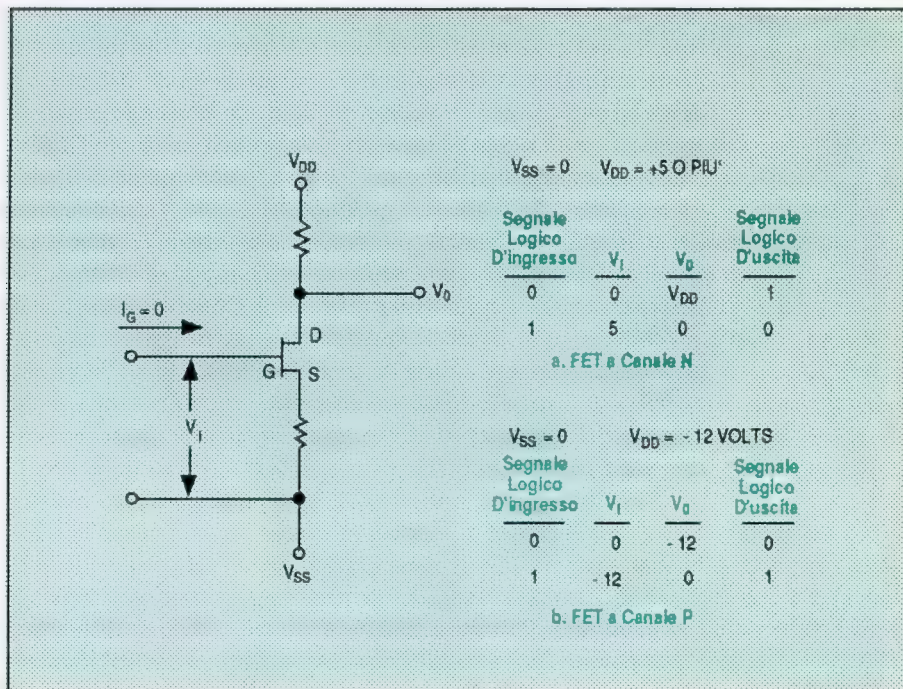 V_DD
V_0
I_G = 0
D
G
S
V_I
V_SS
V_SS = 0 V_DD = +5 O PIU'
Segnale Logico D'ingresso V_I V_0 Segnale Logico D'uscita
0 0 V_DD 1
1 5 0 0
a. FET a Canale N
V_SS = 0 V_DD = - 12 VOLTS
Segnale Logico D'ingresso V_I V_0 Segnale Logico D'uscita
0 0 - 12 0
1 - 12 0 1
b. FET a Canale P